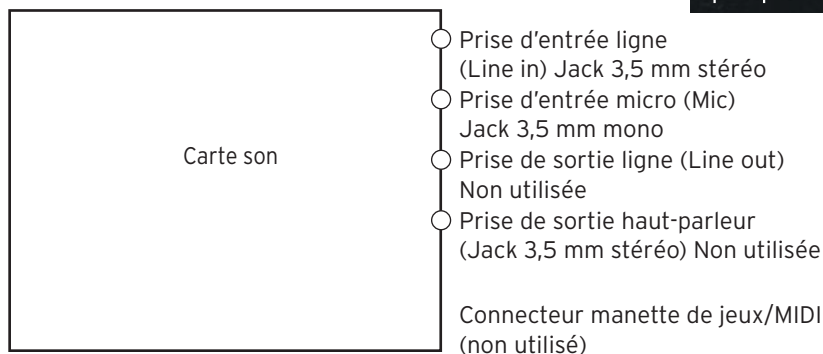 Carte son
Prise d'entrée ligne
(Line in) Jack 3,5 mm stéréo
Prise d'entrée micro (Mic)
Jack 3,5 mm mono
Prise de sortie ligne (Line out)
Non utilisée
Prise de sortie haut-parleur
(Jack 3,5 mm stéréo) Non utilisée
Connecteur manette de jeux/MIDI
(non utilisé)